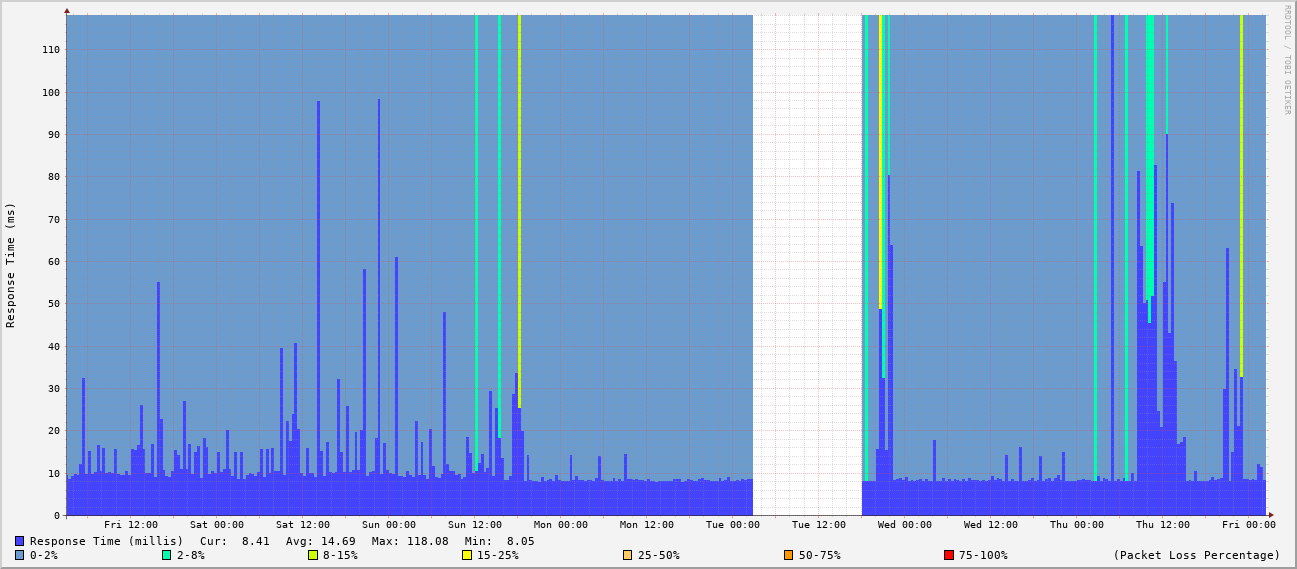 RRDTOOL / TOBI OETIKER
Response Time (ms)
110
100
90
80
70
60
50
40
30
20
10
0
Fri 12:00 Sat 00:00 Sat 12:00 Sun 00:00 Sun 12:00 Mon 00:00 Mon 12:00 Tue 00:00 Tue 12:00 Wed 00:00 Wed 12:00 Thu 00:00 Thu 12:00 Fri 00:00
Response Time (millis) Cur: 8.41 Avg: 14.69 Max: 118.08 Min: 8.05
0-2% 2-8% 8-15% 15-25% 25-50% 50-75% 75-100% (Packet Loss Percentage)